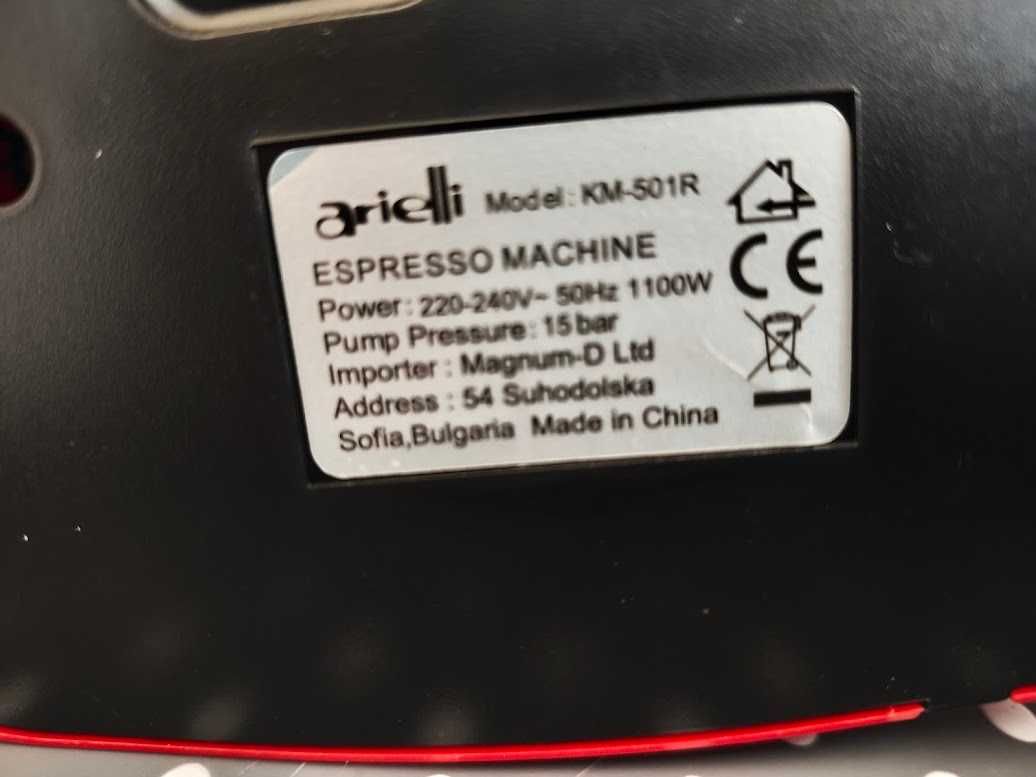 arielli Model: KM-501R
ESPRESSO MACHINE
Power: 220-240V~ 50Hz 1100W
Pump Pressure: 15 bar
Importer : Magnum-D Ltd
Address : 54 Suhodolska
Sofia,Bulgaria Made in China
CE